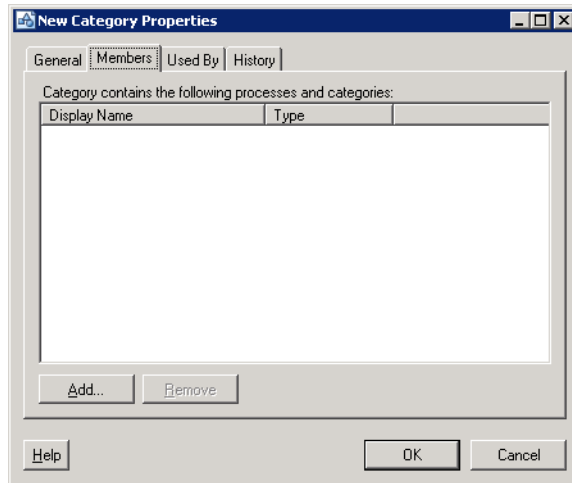 New Category Properties
General Members Used By History
Category contains the following processes and categories:
Display Name Type
Add... Remove
Help OK Cancel